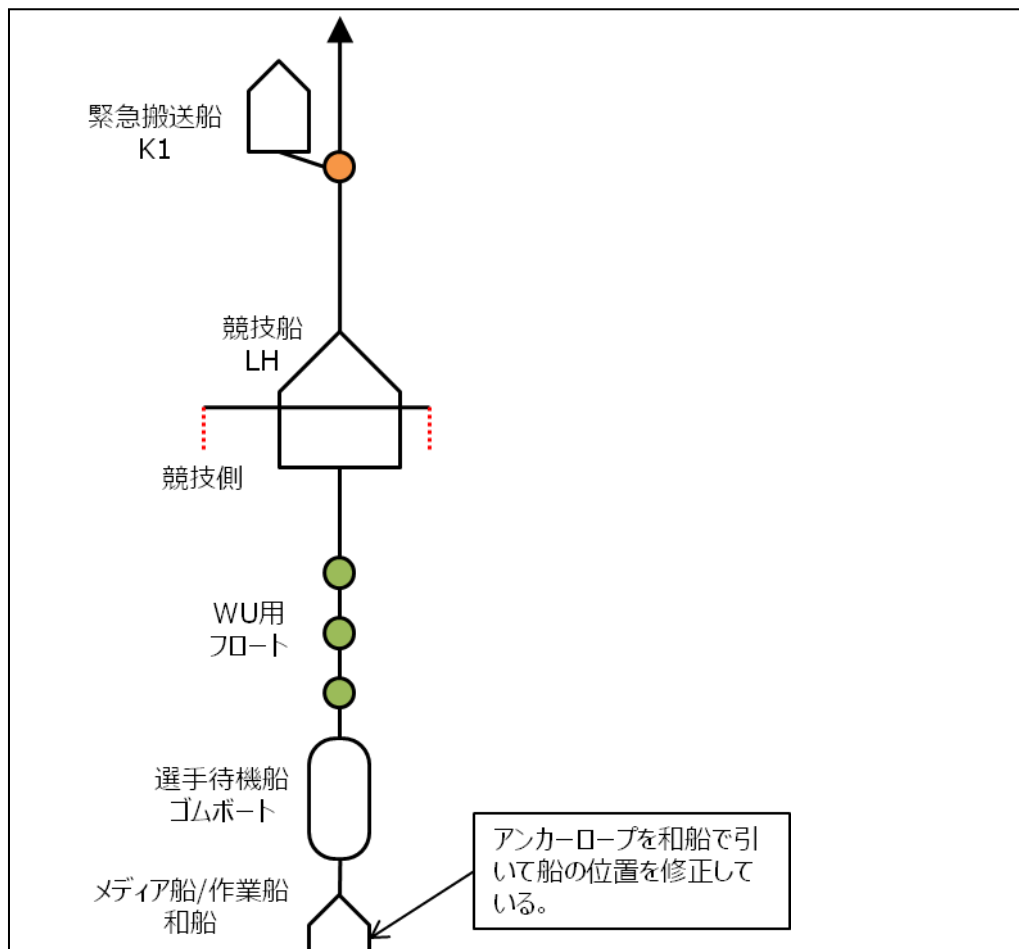 緊急搬送船
K1
競技船
LH
競技側
WU用
フロート
選手待機船
ゴムボート
メディア船/作業船
和船
アンカーロープを和船で引
いて船の位置を修正して
いる。